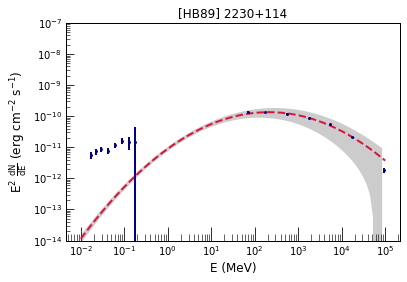 [HB89] 2230+114
10⁻⁷
10⁻⁸
10⁻⁹
10⁻¹⁰
10⁻¹¹
10⁻¹²
10⁻¹³
10⁻¹⁴
E² dN/dE (erg cm⁻² s⁻¹)
10⁻² 10⁻¹ 10⁰ 10¹ 10² 10³ 10⁴ 10⁵
E (MeV)